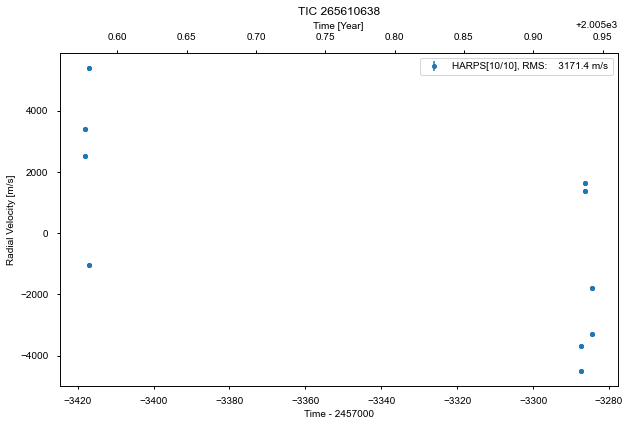 TIC 265610638
Time [Year]
+2.005e3
0.60 0.65 0.70 0.75 0.80 0.85 0.90 0.95
HARPS[10/10], RMS: 3171.4 m/s
Radial Velocity [m/s]
4000
2000
0
−2000
−4000
−3420 −3400 −3380 −3360 −3340 −3320 −3300 −3280
Time - 2457000